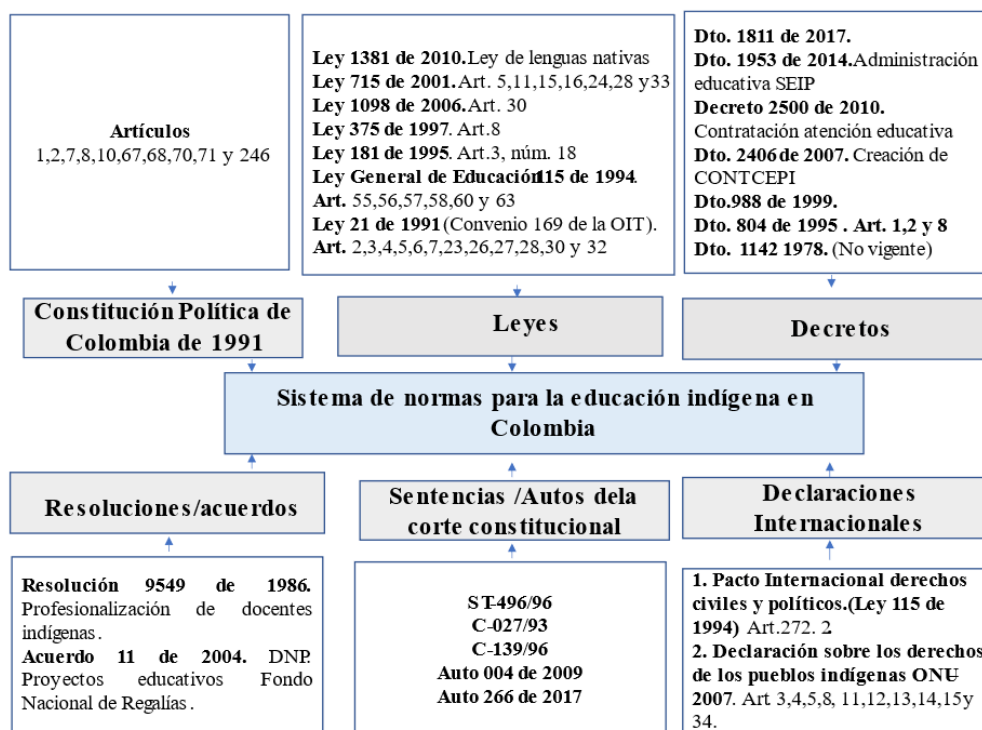 Artículos
1,2,7,8,10,67,68,70,71 y 246
Ley 1381 de 2010. Ley de lenguas nativas
Ley 715 de 2001. Art. 5,11,15,16,24,28 y33
Ley 1098 de 2006. Art. 30
Ley 375 de 1997. Art.8
Ley 181 de 1995. Art.3, núm. 18
Ley General de Educación115 de 1994.
Art. 55,56,57,58,60 y 63
Ley 21 de 1991 (Convenio 169 de la OIT).
Art. 2,3,4,5,6,7,23,26,27,28,30 y 32
Dto. 1811 de 2017.
Dto. 1953 de 2014. Administración
educativa SEIP
Decreto 2500 de 2010.
Contratación atención educativa
Dto. 2406 de 2007. Creación de
CONTCEPI
Dto.988 de 1999.
Dto. 804 de 1995 . Art. 1,2 y 8
Dto. 1142 1978. (No vigente)
Constitución Política de
Colombia de 1991
Leyes
Decretos
Sistema de normas para la educación indígena en
Colombia
Resoluciones/acuerdos
Sentencias /Autos dela
corte constitucional
Declaraciones
Internacionales
Resolución 9549 de 1986.
Profesionalización de docentes
indígenas.
Acuerdo 11 de 2004. DNP.
Proyectos educativos Fondo
Nacional de Regalías.
ST-496/96
C-027/93
C-139/96
Auto 004 de 2009
Auto 266 de 2017
1. Pacto Internacional derechos
civiles y políticos.(Ley 115 de
1994) Art.272. 2.
2. Declaración sobre los derechos
de los pueblos indígenas ONU-
2007. Art 3,4,5,8, 11,12,13,14,15y
34.